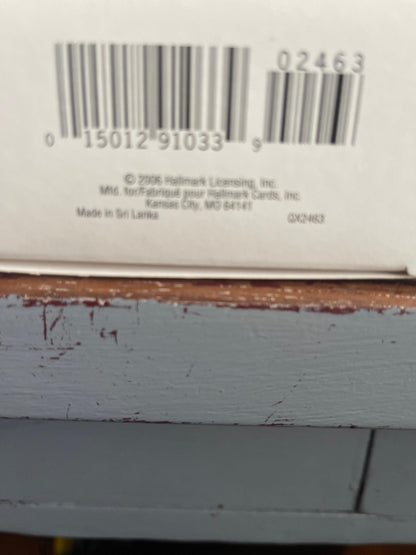 02463
0 15012 91033 9
© 2006 Hallmark Licensing, Inc.
Mfd. for/Fabriqué pour Hallmark Cards, Inc.
Kansas City, MO 64141
Made in Sri Lanka QX2463